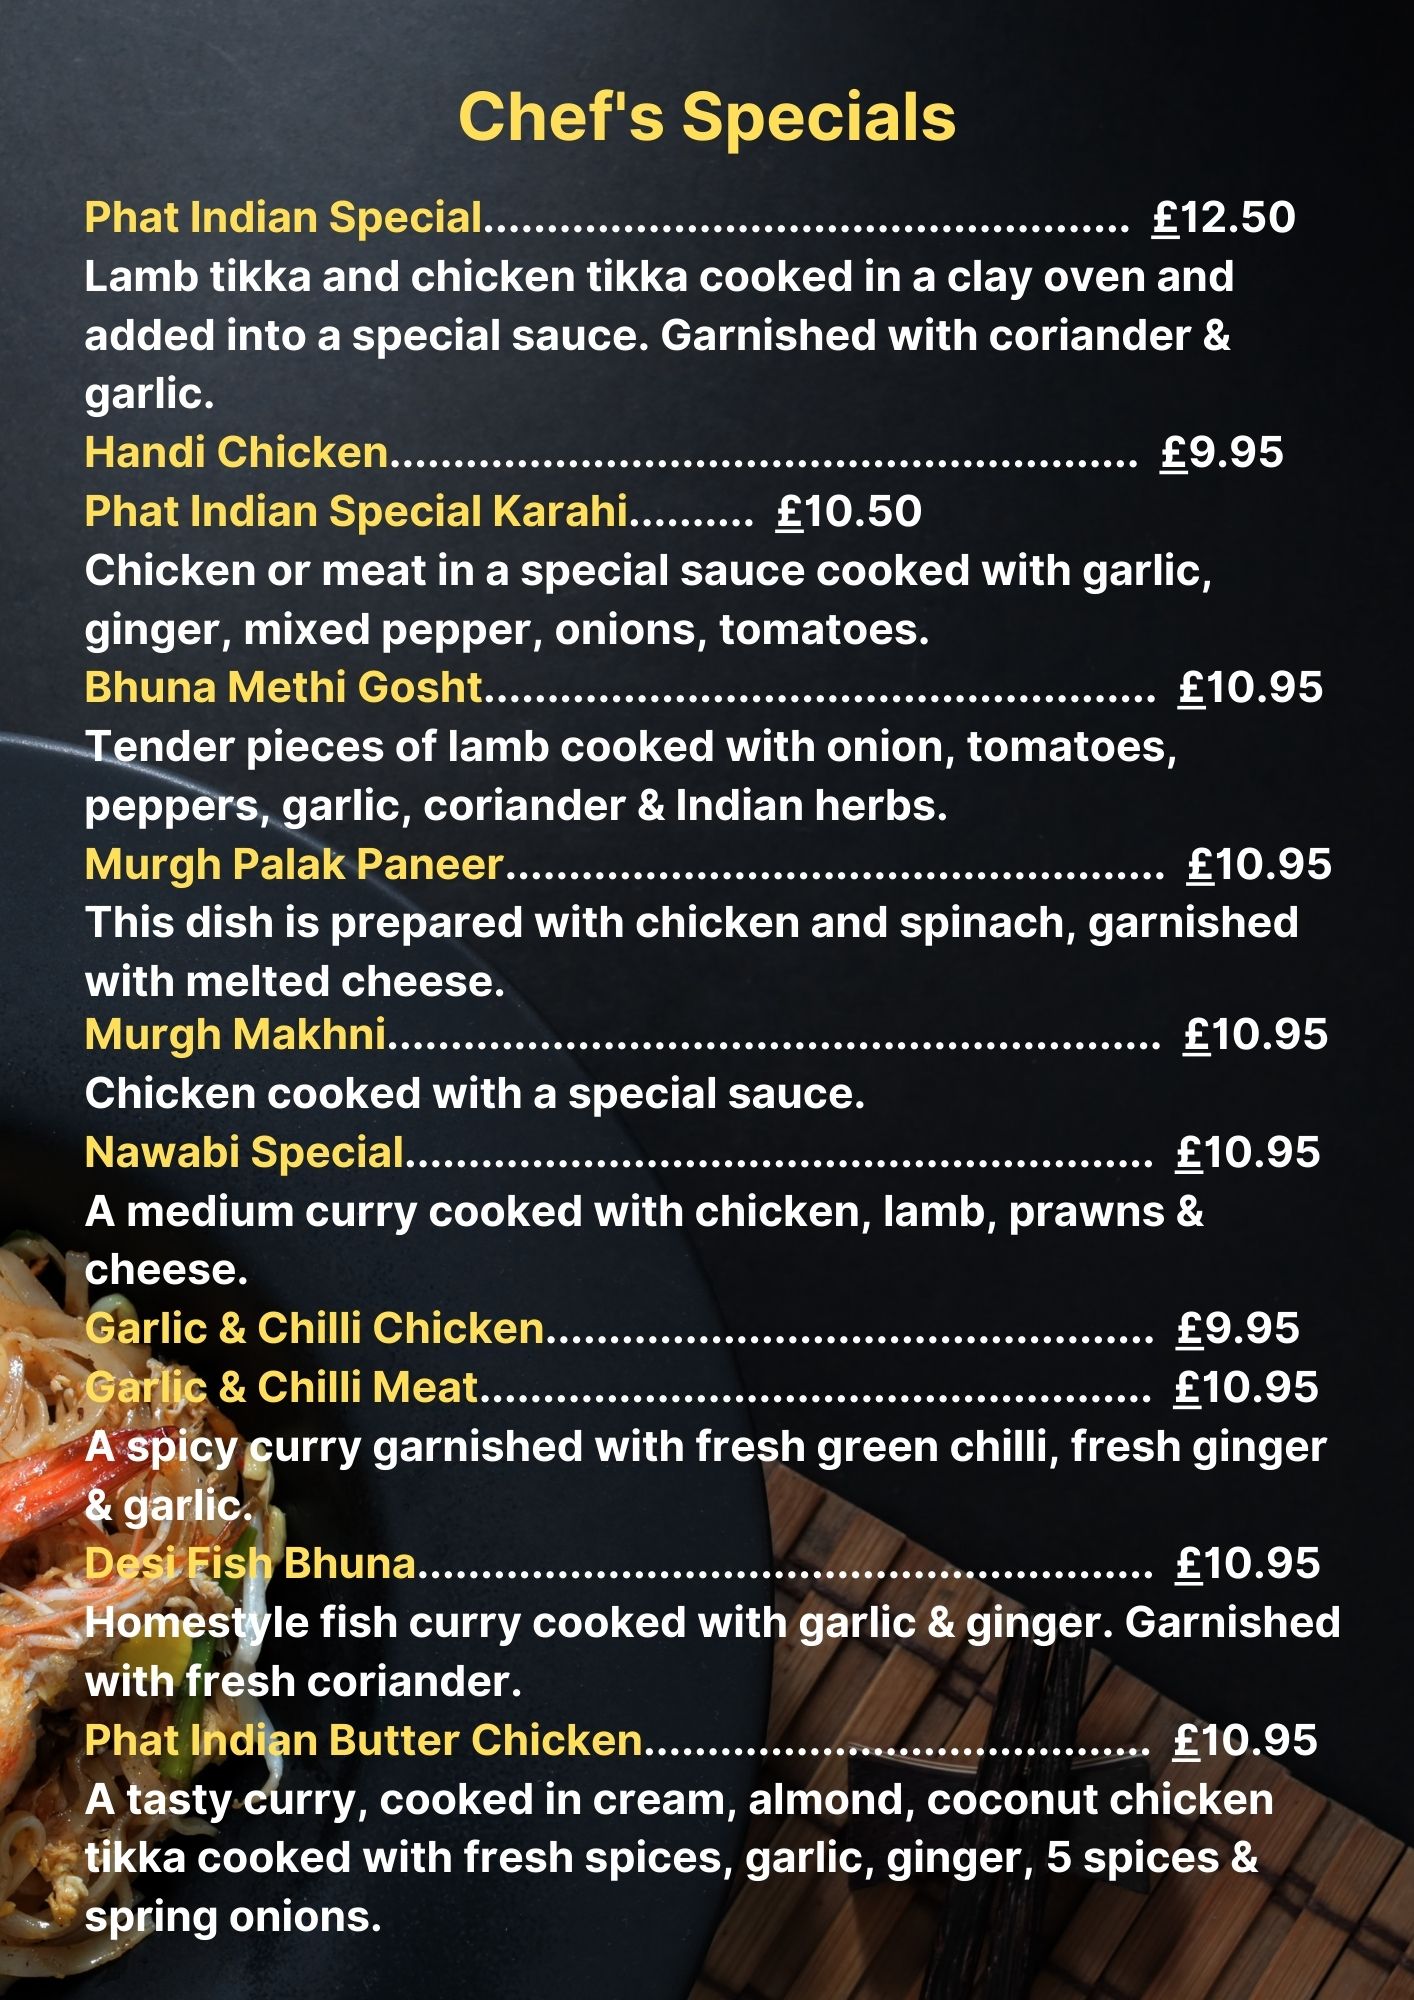 Chef's Specials
Phat Indian Special................................................... £12.50
Lamb tikka and chicken tikka cooked in a clay oven and
added into a special sauce. Garnished with coriander &
garlic.
Handi Chicken........................................................... £9.95
Phat Indian Special Karahi.......... £10.50
Chicken or meat in a special sauce cooked with garlic,
ginger, mixed pepper, onions, tomatoes.
Bhuna Methi Gosht..................................................... £10.95
Tender pieces of lamb cooked with onion, tomatoes,
peppers, garlic, coriander & Indian herbs.
Murgh Palak Paneer.................................................... £10.95
This dish is prepared with chicken and spinach, garnished
with melted cheese.
Murgh Makhni............................................................. £10.95
Chicken cooked with a special sauce.
Nawabi Special........................................................... £10.95
A medium curry cooked with chicken, lamb, prawns &
cheese.
Garlic & Chilli Chicken................................................ £9.95
Garlic & Chilli Meat..................................................... £10.95
A spicy curry garnished with fresh green chilli, fresh ginger
& garlic.
Desi Fish Bhuna.......................................................... £10.95
Homestyle fish curry cooked with garlic & ginger. Garnished
with fresh coriander.
Phat Indian Butter Chicken........................................ £10.95
A tasty curry, cooked in cream, almond, coconut chicken
tikka cooked with fresh spices, garlic, ginger, 5 spices &
spring onions.